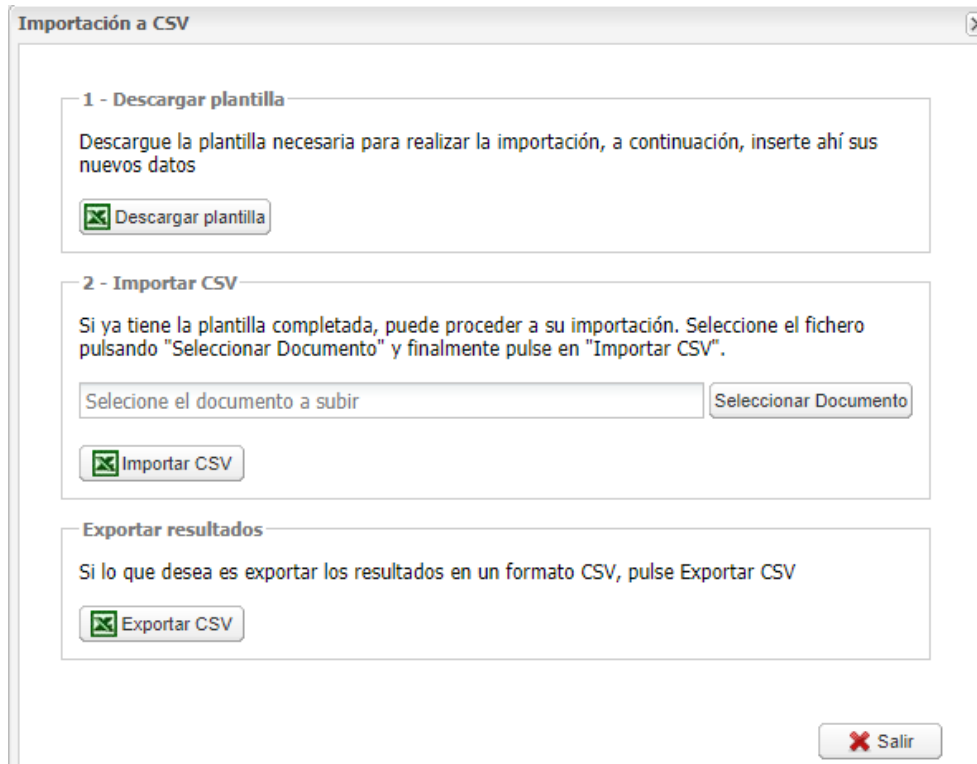 Importación a CSV
1 - Descargar plantilla
Descargue la plantilla necesaria para realizar la importación, a continuación, inserte ahí sus
nuevos datos
Descargar plantilla
2 - Importar CSV
Si ya tiene la plantilla completada, puede proceder a su importación. Seleccione el fichero
pulsando "Seleccionar Documento" y finalmente pulse en "Importar CSV".
Selecione el documento a subir
Seleccionar Documento
Importar CSV
Exportar resultados
Si lo que desea es exportar los resultados en un formato CSV, pulse Exportar CSV
Exportar CSV
Salir